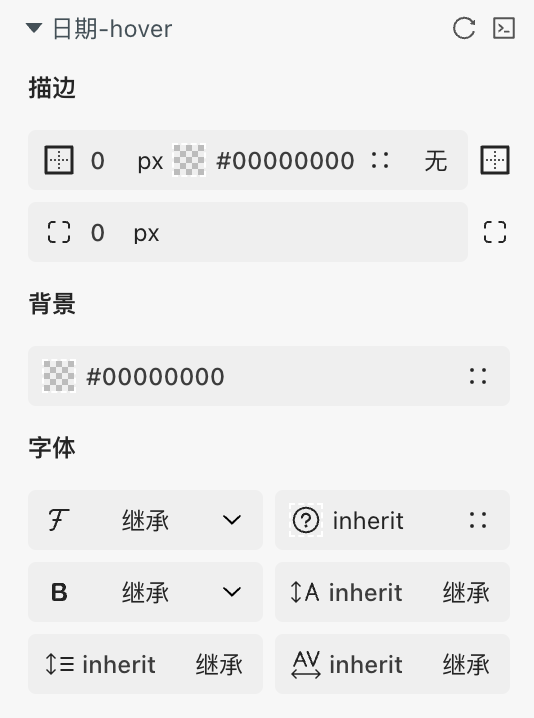 日期-hover
描边
0 px #00000000 无
0 px
背景
#00000000
字体
继承 inherit
B 继承 A inherit 继承
inherit 继承 AV inherit 继承